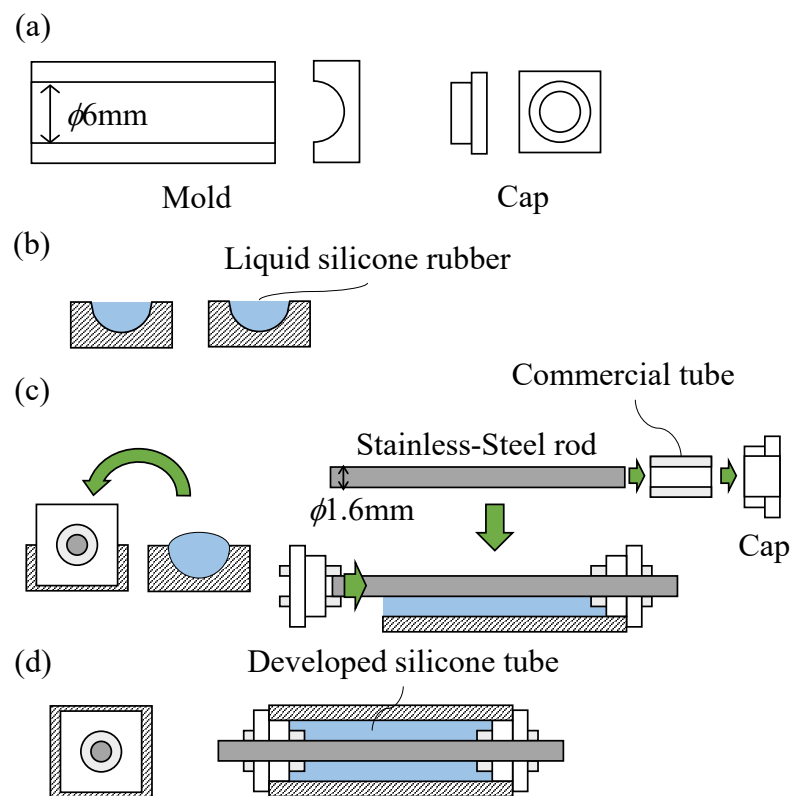 (a)
ϕ6mm
Mold
Cap
(b)
Liquid silicone rubber
(c)
Commercial tube
Stainless-Steel rod
ϕ1.6mm
Cap
(d)
Developed silicone tube